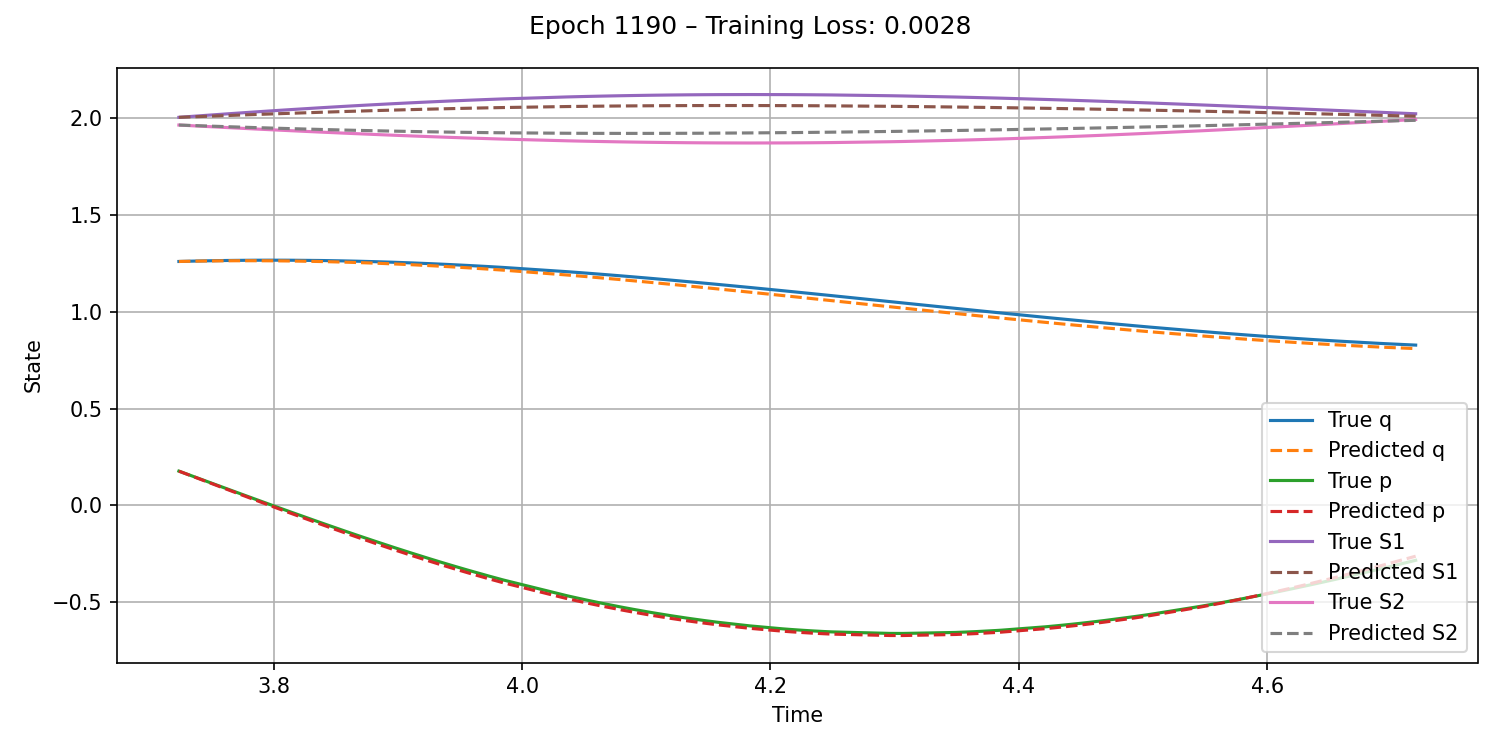 Epoch 1190 – Training Loss: 0.0028
State
2.0
1.5
1.0
0.5
0.0
−0.5
3.8
4.0
4.2
4.4
4.6
Time
True q
Predicted q
True p
Predicted p
True S1
Predicted S1
True S2
Predicted S2